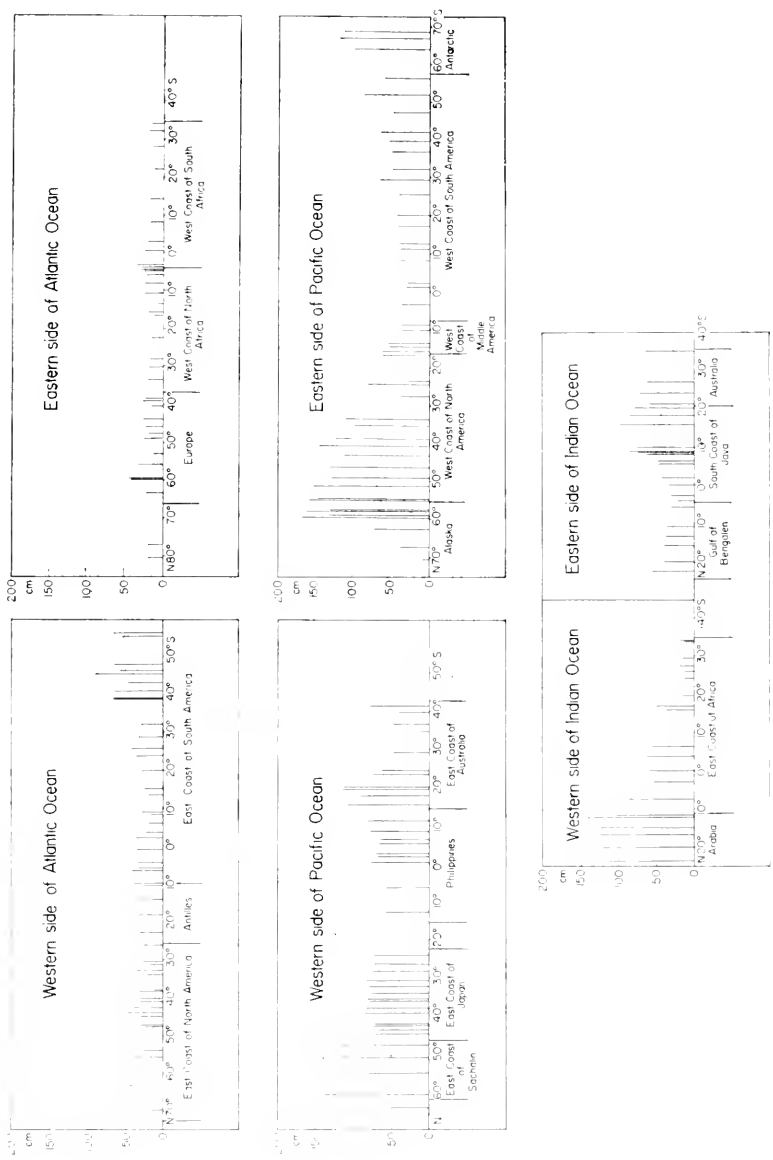 Western side of Atlantic Ocean
cm
150
100
50
0
N70° 60° 50° 40° 30° 20° 10° 0° 10° 20° 30° 40° 50° S
East Coast of North America
Antilles
East Coast of South America
Eastern side of Atlantic Ocean
200
cm
150
100
50
0
N80° 70° 60° 50° 40° 30° 20° 10° 0° 10° 20° 30° 40° S
Europe
West Coast of North
Africa
West Coast of South
Africa
Western side of Pacific Ocean
200
cm
150
100
50
0
N 60° 50° 40° 30° 20° 10° 0° 10° 20° 30° 40° 50° S
East Coast
of
Sachalin
East Coast of
Japan
Philippines
East Coast of
Australia
Eastern side of Pacific Ocean
200
cm
150
100
50
0
N70° 60° 50° 40° 30° 20° 10° 0° 10° 20° 30° 40° 50° 60° 70° S
Alaska
West Coast of North
America
West
Coast
of
Middle
America
West Coast of South America
Antarctic
Western side of Indian Ocean
200
cm
150
100
50
0
N20° 10° 0° 10° 20° 30° 40° S
Arabia
East Coast of Africa
Eastern side of Indian Ocean
N20° 10° 0° 10° 20° 30° 40° S
Gulf of
Bengalen
South Coast of
Java
Australia